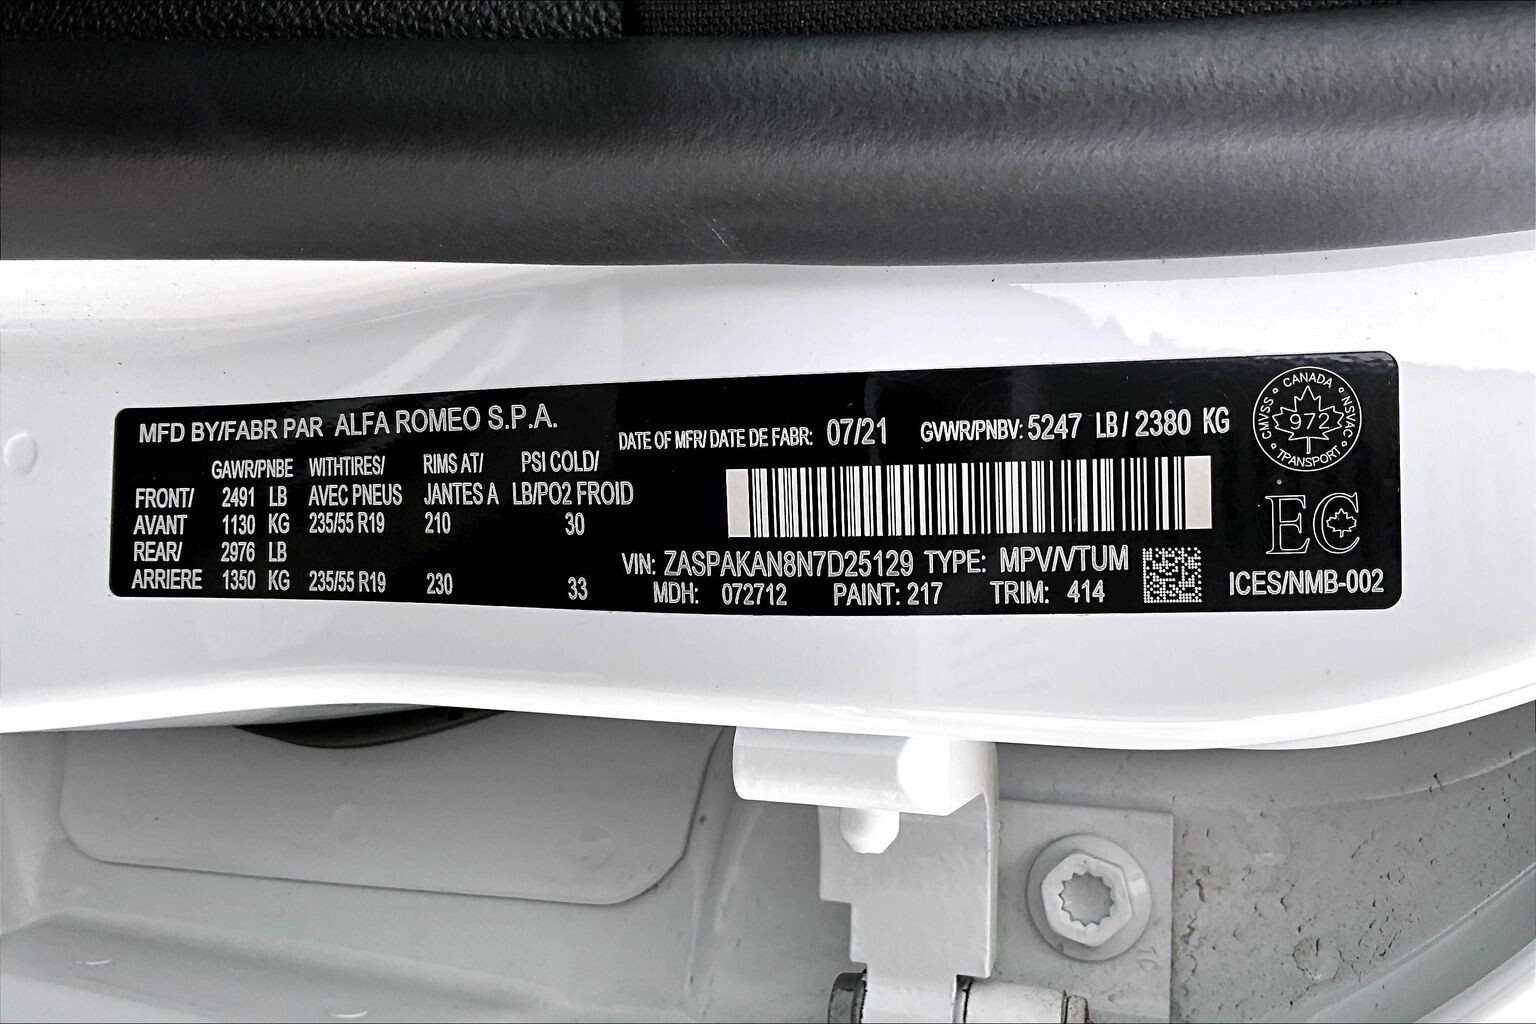 MFD BY/FABR PAR ALFA ROMEO S.P.A.
DATE OF MFR/ DATE DE FABR: 07/21 GVWR/PNBV: 5247 LB / 2380 KG
GAWR/PNBE WITHTIRES/ RIMS AT/ PSI COLD/
FRONT/ 2491 LB AVEC PNEUS JANTES A LB/PO2 FROID
AVANT 1130 KG 235/55 R19 210 30
REAR/ 2976 LB
ARRIERE 1350 KG 235/55 R19 230 33
VIN: ZASPAKAN8N7D25129 TYPE: MPV/VTUM
MDH: 072712 PAINT: 217 TRIM: 414
CANADA
CMVSS NSVAC
972
TRANSPORT
EC
ICES/NMB-002